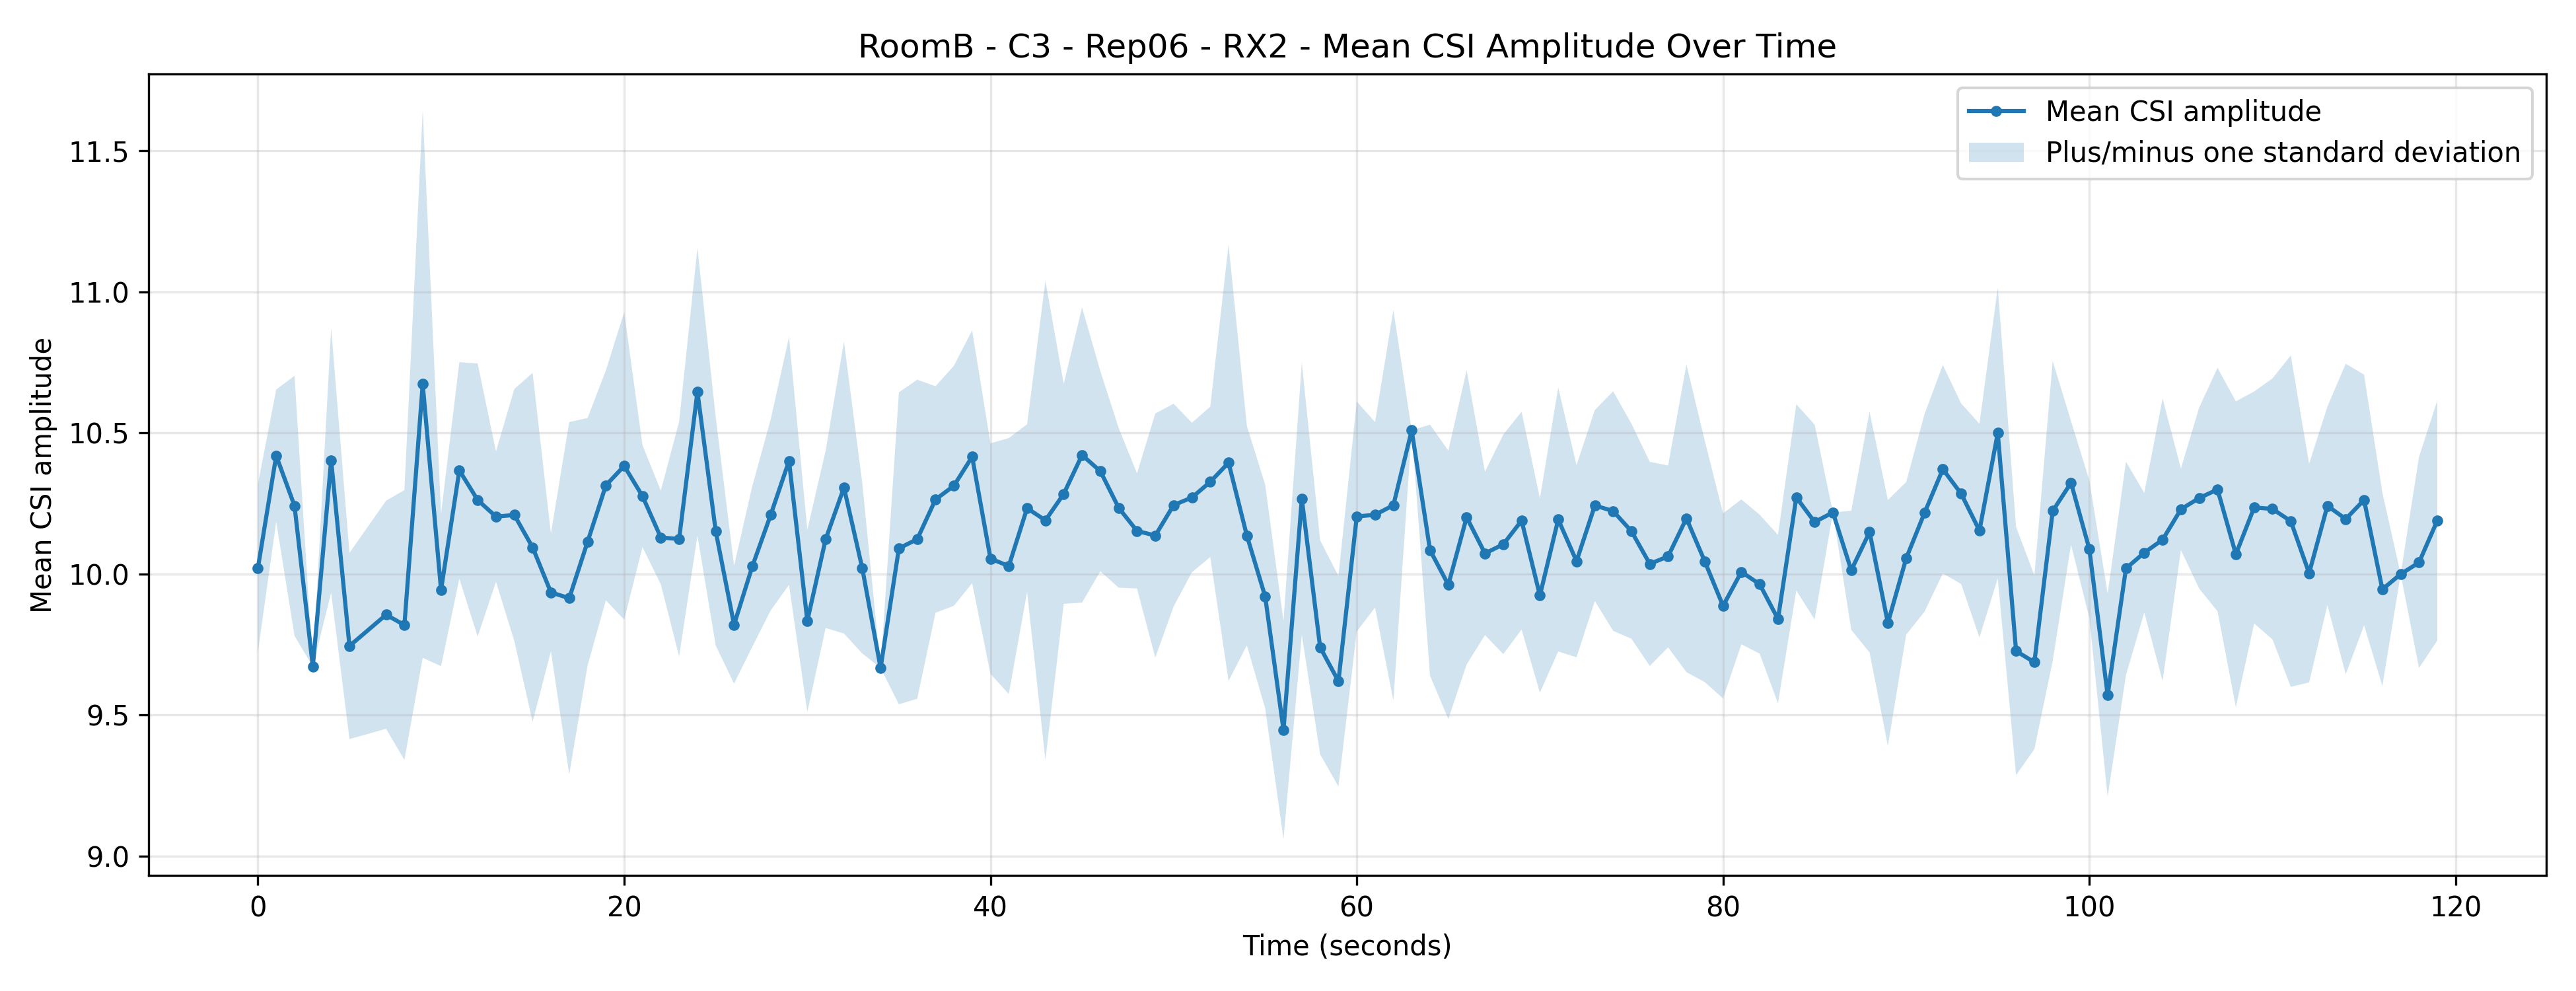 RoomB - C3 - Rep06 - RX2 - Mean CSI Amplitude Over Time
Mean CSI amplitude
Plus/minus one standard deviation
Mean CSI amplitude
11.5
11.0
10.5
10.0
9.5
9.0
0 20 40 60 80 100 120
Time (seconds)